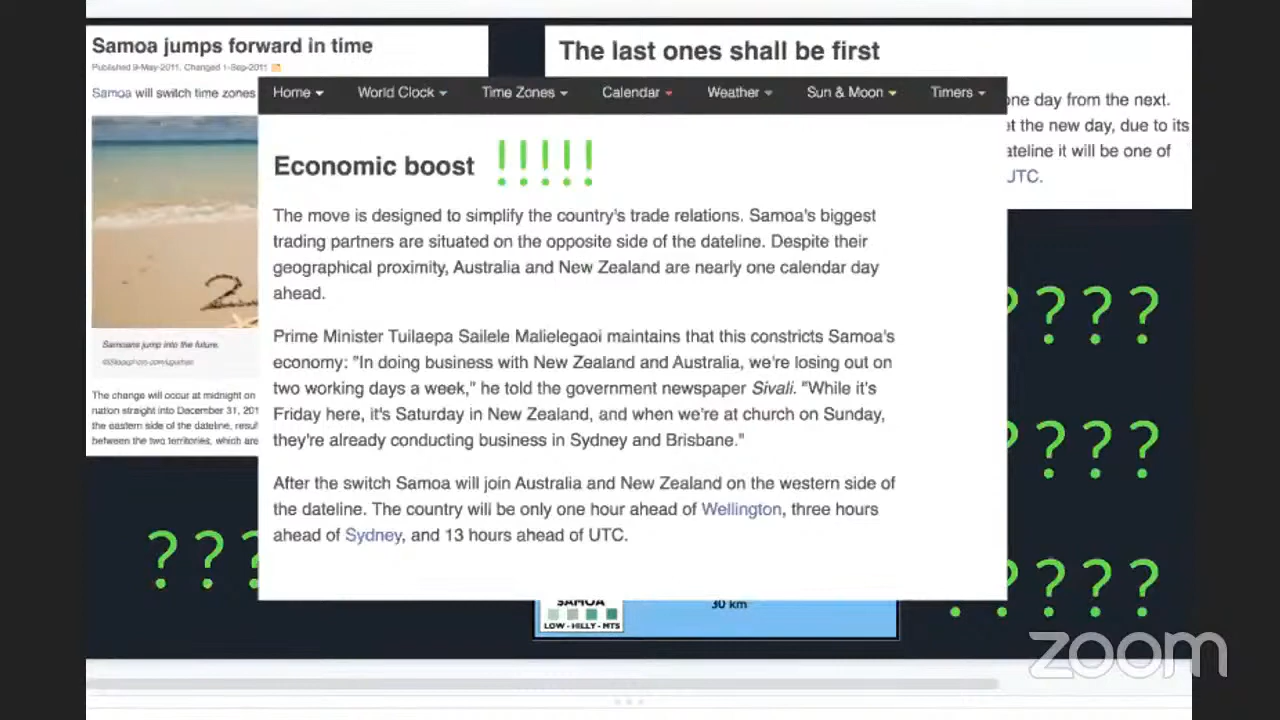 Samoa jumps forward in time
Published 9-May-2011. Changed 1-Sep-2011
Samoa will switch time zones
Samoans jump into the future.
The change will occur at midnight on
nation straight into December 31, 201
the eastern side of the dateline, resul
between the two territories, which are
The last ones shall be first
one day from the next.
et the new day, due to its
ateline it will be one of
UTC.
Home World Clock Time Zones Calendar Weather Sun & Moon Timers
Economic boost !!!!!
The move is designed to simplify the country's trade relations. Samoa's biggest
trading partners are situated on the opposite side of the dateline. Despite their
geographical proximity, Australia and New Zealand are nearly one calendar day
ahead.
Prime Minister Tuilaepa Sailele Malielegaoi maintains that this constricts Samoa's
economy: "In doing business with New Zealand and Australia, we're losing out on
two working days a week," he told the government newspaper Sivali. "While it's
Friday here, it's Saturday in New Zealand, and when we're at church on Sunday,
they're already conducting business in Sydney and Brisbane."
After the switch Samoa will join Australia and New Zealand on the western side of
the dateline. The country will be only one hour ahead of Wellington, three hours
ahead of Sydney, and 13 hours ahead of UTC.
????
????
???
????
SAMOA
LOW - HILLY - MTS
30 km
zoom